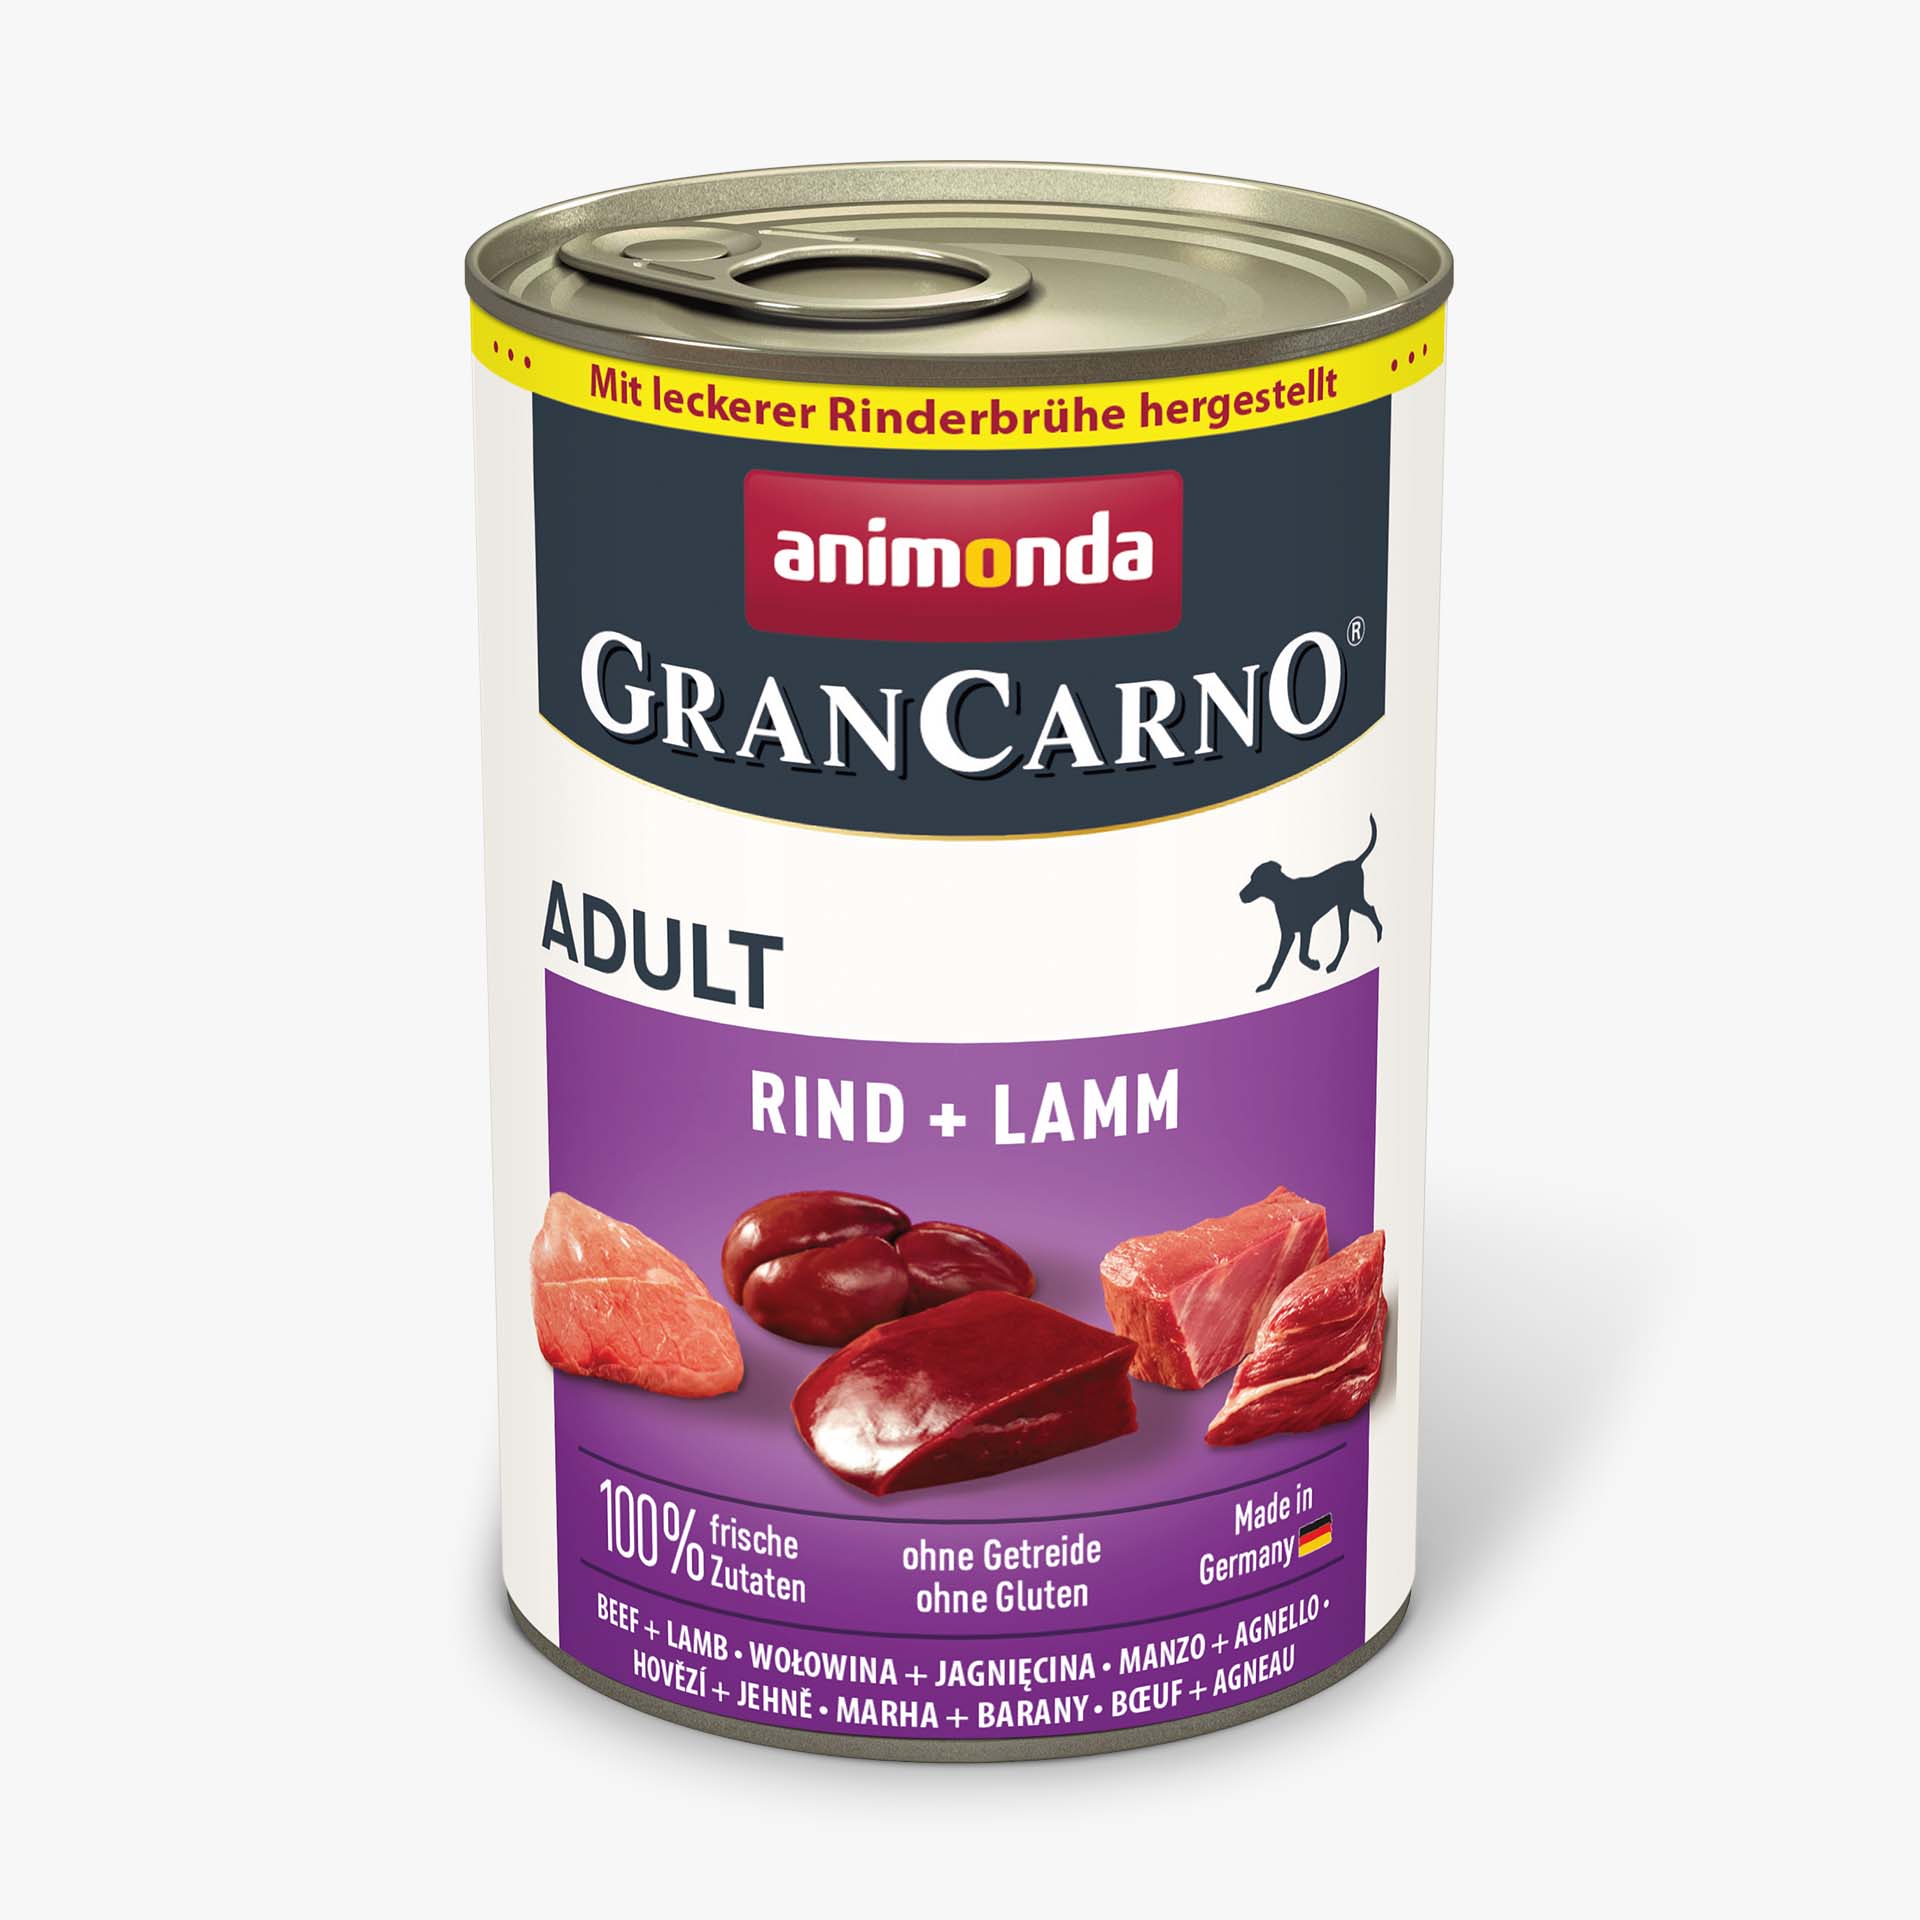 ... Mit leckerer Rinderbrühe hergestellt ...
animonda
GRANCARNO®
ADULT
RIND + LAMM
100% frische Zutaten
ohne Getreide
ohne Gluten
Made in
Germany
BEEF + LAMB • WOŁOWINA + JAGNIĘCINA • MANZO + AGNELLO •
HOVĚZÍ + JEHNĚ • MARHA + BARANY • BŒUF + AGNEAU